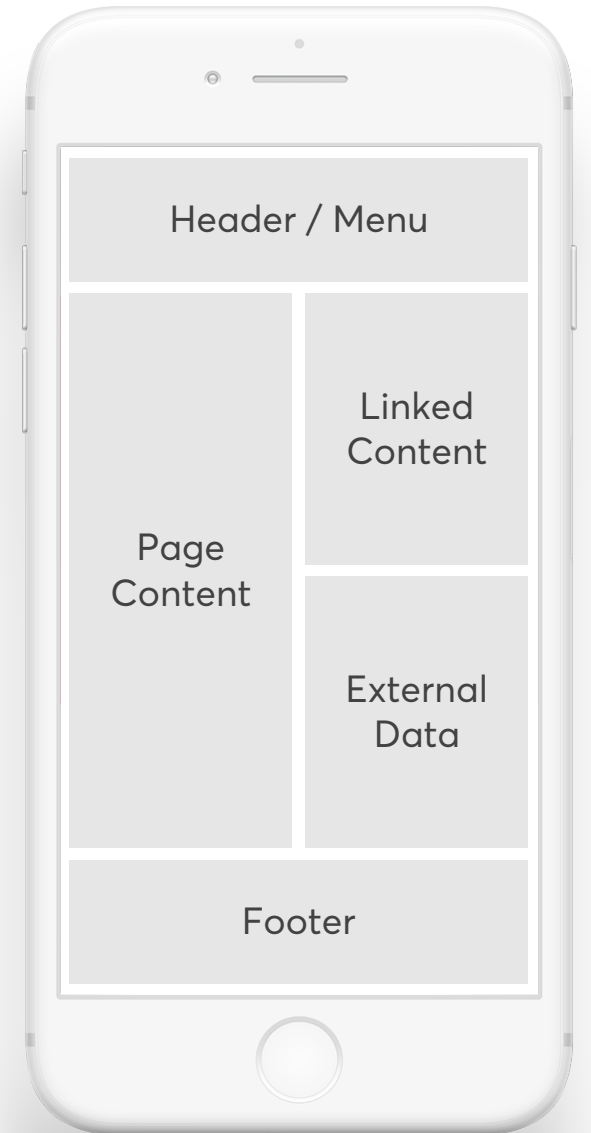 Header / Menu
Page
Content
Linked
Content
External
Data
Footer